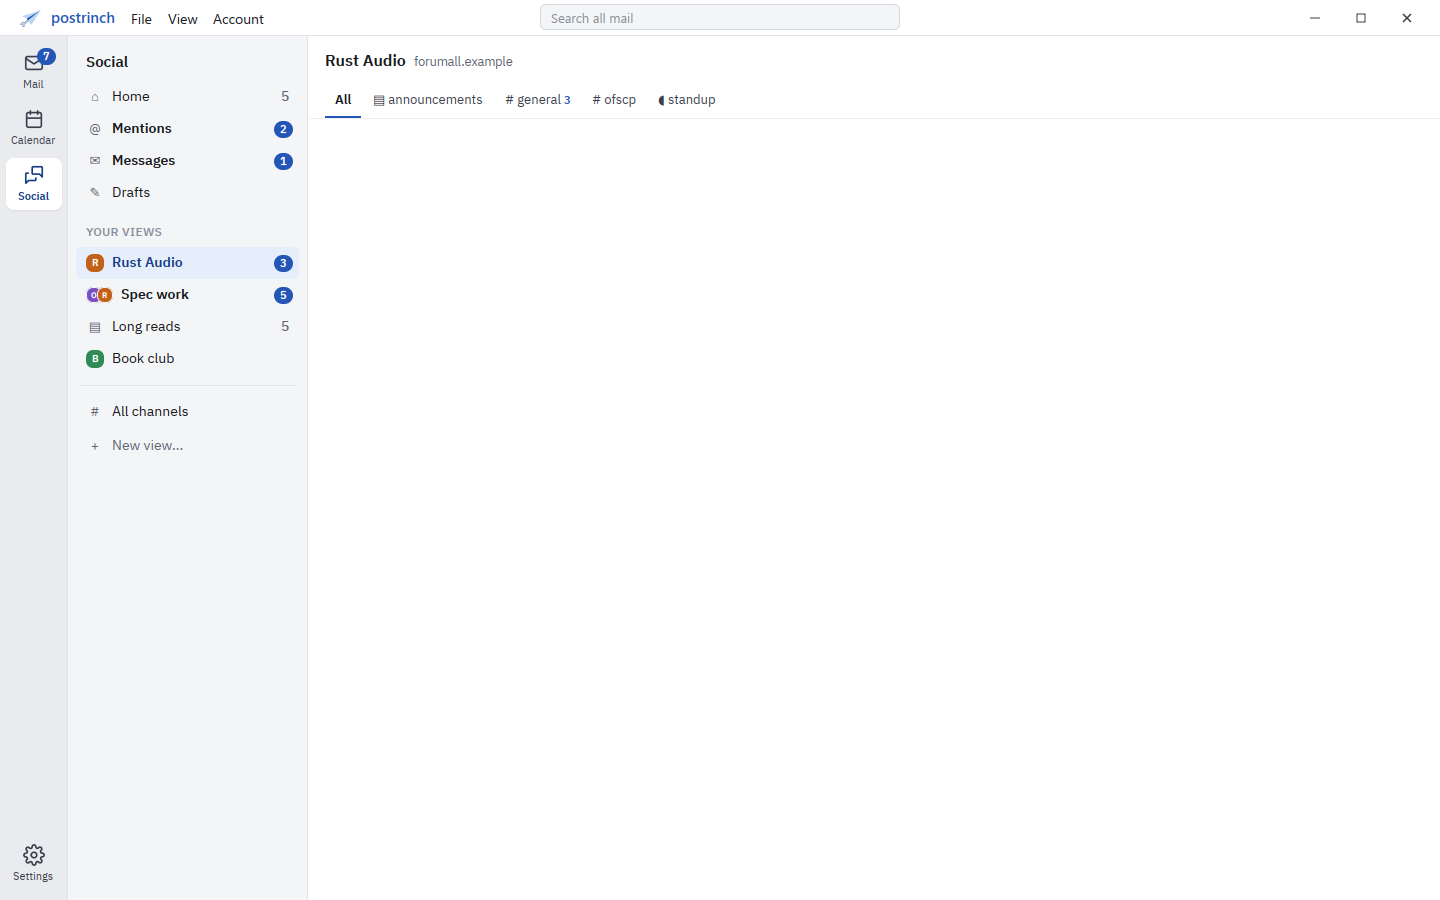 postrinch File View Account
Search all mail
7
Mail
Calendar
Social
Settings
Social
⌂ Home 5
@ Mentions 2
✉ Messages 1
✎ Drafts
YOUR VIEWS
R Rust Audio 3
O R Spec work 5
▤ Long reads 5
B Book club
# All channels
+ New view...
Rust Audio forumall.example
All ▤ announcements # general 3 # ofscp ◖ standup